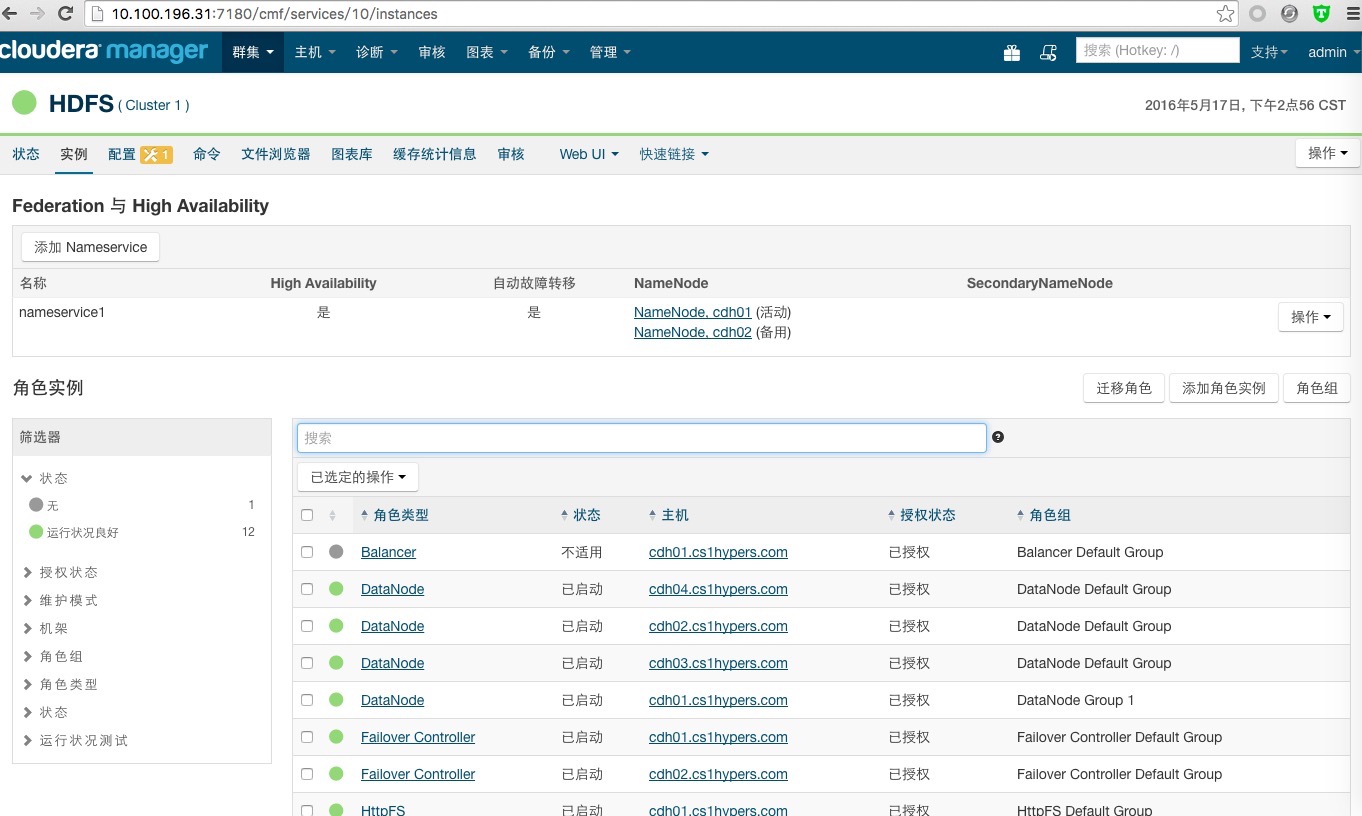 10.100.196.31:7180/cmf/services/10/instances
cloudera manager 群集 主机 诊断 审核 图表 备份 管理 搜索 (Hotkey: /) 支持 admin
HDFS ( Cluster 1 ) 2016年5月17日, 下午2点56 CST
状态 实例 配置 1 命令 文件浏览器 图表库 缓存统计信息 审核 Web UI 快速链接 操作
Federation 与 High Availability
添加 Nameservice
名称 High Availability 自动故障转移 NameNode SecondaryNameNode
nameservice1 是 是 NameNode, cdh01 (活动) 操作
NameNode, cdh02 (备用)
角色实例 迁移角色 添加角色实例 角色组
筛选器
状态
无 1
运行状况良好 12
授权状态
维护模式
机架
角色组
角色类型
状态
运行状况测试
搜索 ?
已选定的操作
角色类型 状态 主机 授权状态 角色组
Balancer 不适用 cdh01.cs1hypers.com 已授权 Balancer Default Group
DataNode 已启动 cdh04.cs1hypers.com 已授权 DataNode Default Group
DataNode 已启动 cdh02.cs1hypers.com 已授权 DataNode Default Group
DataNode 已启动 cdh03.cs1hypers.com 已授权 DataNode Default Group
DataNode 已启动 cdh01.cs1hypers.com 已授权 DataNode Group 1
Failover Controller 已启动 cdh01.cs1hypers.com 已授权 Failover Controller Default Group
Failover Controller 已启动 cdh02.cs1hypers.com 已授权 Failover Controller Default Group
HttpFS 已启动 cdh01.cs1hypers.com 已授权 HttpFS Default Group